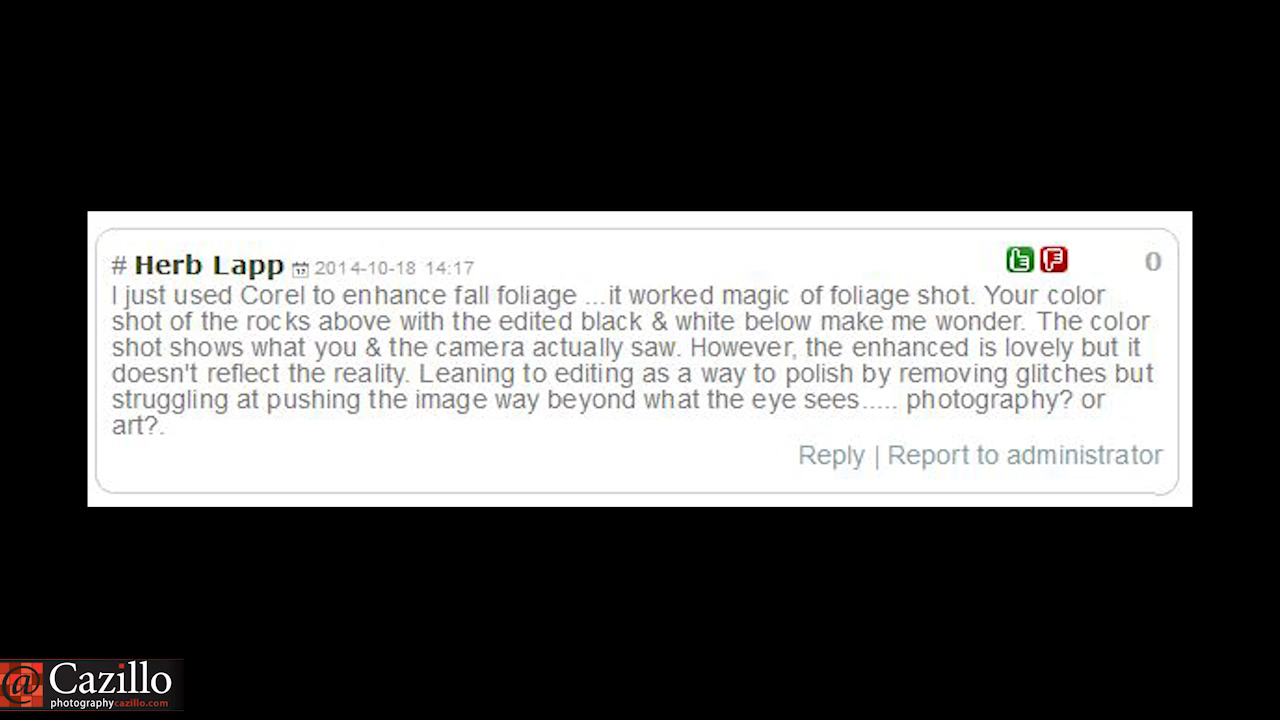 # Herb Lapp 2014-10-18 14:17
0
I just used Corel to enhance fall foliage ...it worked magic of foliage shot. Your color
shot of the rocks above with the edited black & white below make me wonder. The color
shot shows what you & the camera actually saw. However, the enhanced is lovely but it
doesn't reflect the reality. Leaning to editing as a way to polish by removing glitches but
struggling at pushing the image way beyond what the eye sees..... photography? or
art?.
Reply | Report to administrator
@Cazillo
photographycazillo.com